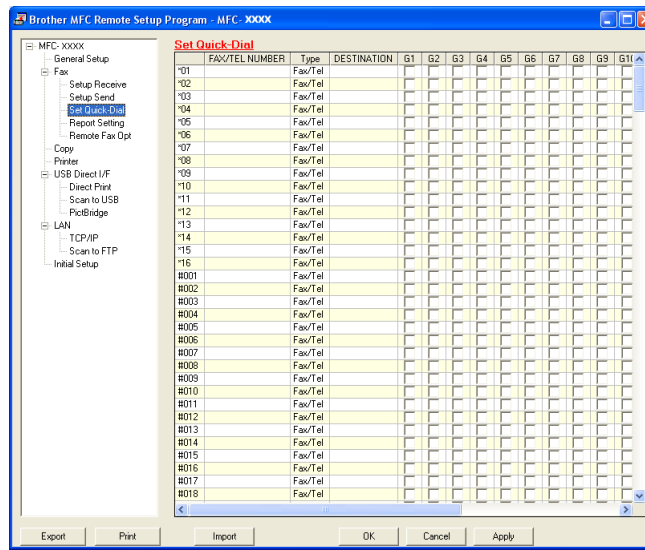 Brother MFC Remote Setup Program - MFC- XXXX
MFC- XXXX
General Setup
Fax
Setup Receive
Setup Send
Set Quick-Dial
Report Setting
Remote Fax Opt
Copy
Printer
USB Direct I/F
Direct Print
Scan to USB
PictBridge
LAN
TCP/IP
Scan to FTP
Initial Setup
Set Quick-Dial
FAX/TEL NUMBER Type DESTINATION G1 G2 G3 G4 G5 G6 G7 G8 G9 G1(
*01 Fax/Tel
*02 Fax/Tel
*03 Fax/Tel
*04 Fax/Tel
*05 Fax/Tel
*06 Fax/Tel
*07 Fax/Tel
*08 Fax/Tel
*09 Fax/Tel
*10 Fax/Tel
*11 Fax/Tel
*12 Fax/Tel
*13 Fax/Tel
*14 Fax/Tel
*15 Fax/Tel
*16 Fax/Tel
#001 Fax/Tel
#002 Fax/Tel
#003 Fax/Tel
#004 Fax/Tel
#005 Fax/Tel
#006 Fax/Tel
#007 Fax/Tel
#008 Fax/Tel
#009 Fax/Tel
#010 Fax/Tel
#011 Fax/Tel
#012 Fax/Tel
#013 Fax/Tel
#014 Fax/Tel
#015 Fax/Tel
#016 Fax/Tel
#017 Fax/Tel
#018 Fax/Tel
Export Print Import OK Cancel Apply